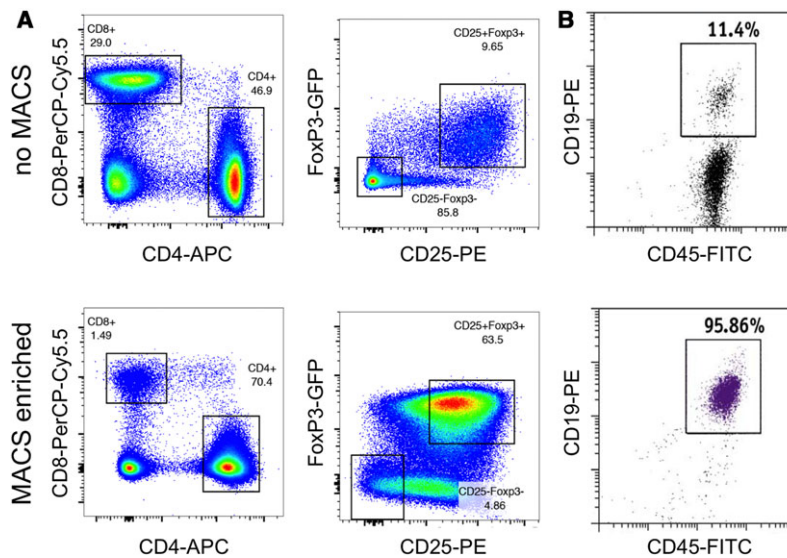 A
no MACS
CD8-PerCP-Cy5.5
CD8+
29.0
CD4+
46.9
CD4-APC
FoxP3-GFP
CD25+Foxp3+
9.65
CD25-Foxp3-
85.8
CD25-PE
B
CD19-PE
11.4%
CD45-FITC
MACS enriched
CD8-PerCP-Cy5.5
CD8+
1.49
CD4+
70.4
CD4-APC
FoxP3-GFP
CD25+Foxp3+
63.5
CD25-Foxp3-
4.86
CD25-PE
CD19-PE
95.86%
CD45-FITC